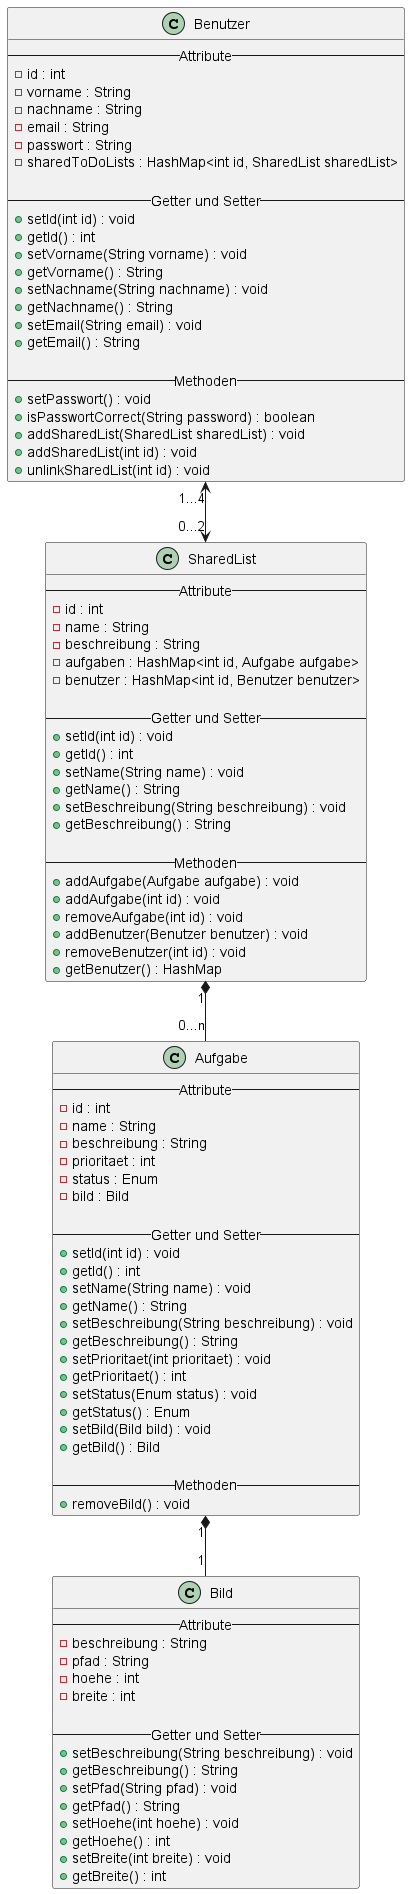 C Benutzer
Attribute
id : int
vorname : String
nachname : String
email : String
passwort : String
sharedToDoLists : HashMap<int id, SharedList sharedList>
Getter und Setter
setId(int id) : void
getId() : int
setVorname(String vorname) : void
getVorname() : String
setNachname(String nachname) : void
getNachname() : String
setEmail(String email) : void
getEmail() : String
Methoden
setPasswort() : void
isPasswortCorrect(String password) : boolean
addSharedList(SharedList sharedList) : void
addSharedList(int id) : void
unlinkSharedList(int id) : void
1...4
0...2
C SharedList
Attribute
id : int
name : String
beschreibung : String
aufgaben : HashMap<int id, Aufgabe aufgabe>
benutzer : HashMap<int id, Benutzer benutzer>
Getter und Setter
setId(int id) : void
getId() : int
setName(String name) : void
getName() : String
setBeschreibung(String beschreibung) : void
getBeschreibung() : String
Methoden
addAufgabe(Aufgabe aufgabe) : void
addAufgabe(int id) : void
removeAufgabe(int id) : void
addBenutzer(Benutzer benutzer) : void
removeBenutzer(int id) : void
getBenutzer() : HashMap
1
0...n
C Aufgabe
Attribute
id : int
name : String
beschreibung : String
prioritaet : int
status : Enum
bild : Bild
Getter und Setter
setId(int id) : void
getId() : int
setName(String name) : void
getName() : String
setBeschreibung(String beschreibung) : void
getBeschreibung() : String
setPrioritaet(int prioritaet) : void
getPrioritaet() : int
setStatus(Enum status) : void
getStatus() : Enum
setBild(Bild bild) : void
getBild() : Bild
Methoden
removeBild() : void
1
1
C Bild
Attribute
beschreibung : String
pfad : String
hoehe : int
breite : int
Getter und Setter
setBeschreibung(String beschreibung) : void
getBeschreibung() : String
setPfad(String pfad) : void
getPfad() : String
setHoehe(int hoehe) : void
getHoehe() : int
setBreite(int breite) : void
getBreite() : int